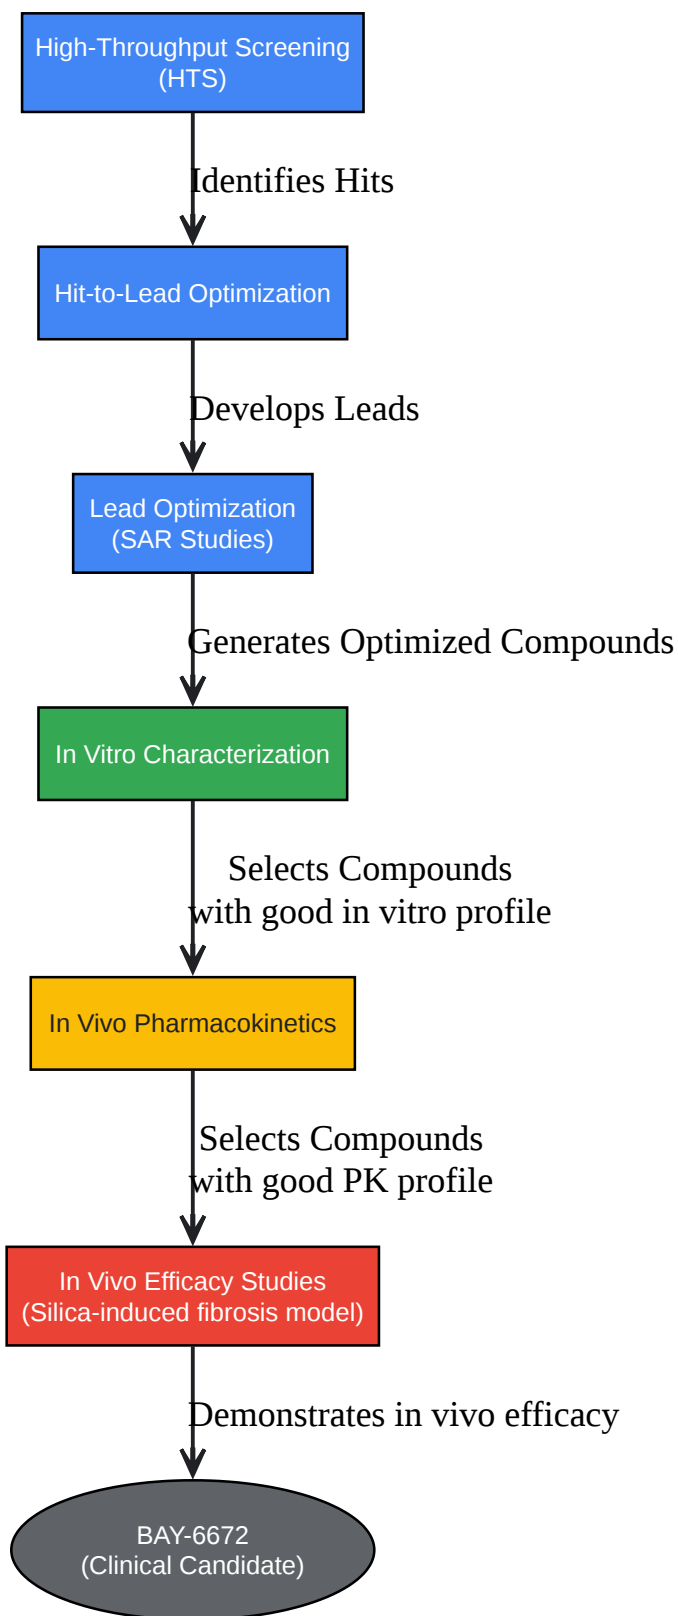 High-Throughput Screening
(HTS)
Identifies Hits
Hit-to-Lead Optimization
Develops Leads
Lead Optimization
(SAR Studies)
Generates Optimized Compounds
In Vitro Characterization
Selects Compounds
with good in vitro profile
In Vivo Pharmacokinetics
Selects Compounds
with good PK profile
In Vivo Efficacy Studies
(Silica-induced fibrosis model)
Demonstrates in vivo efficacy
BAY-6672
(Clinical Candidate)